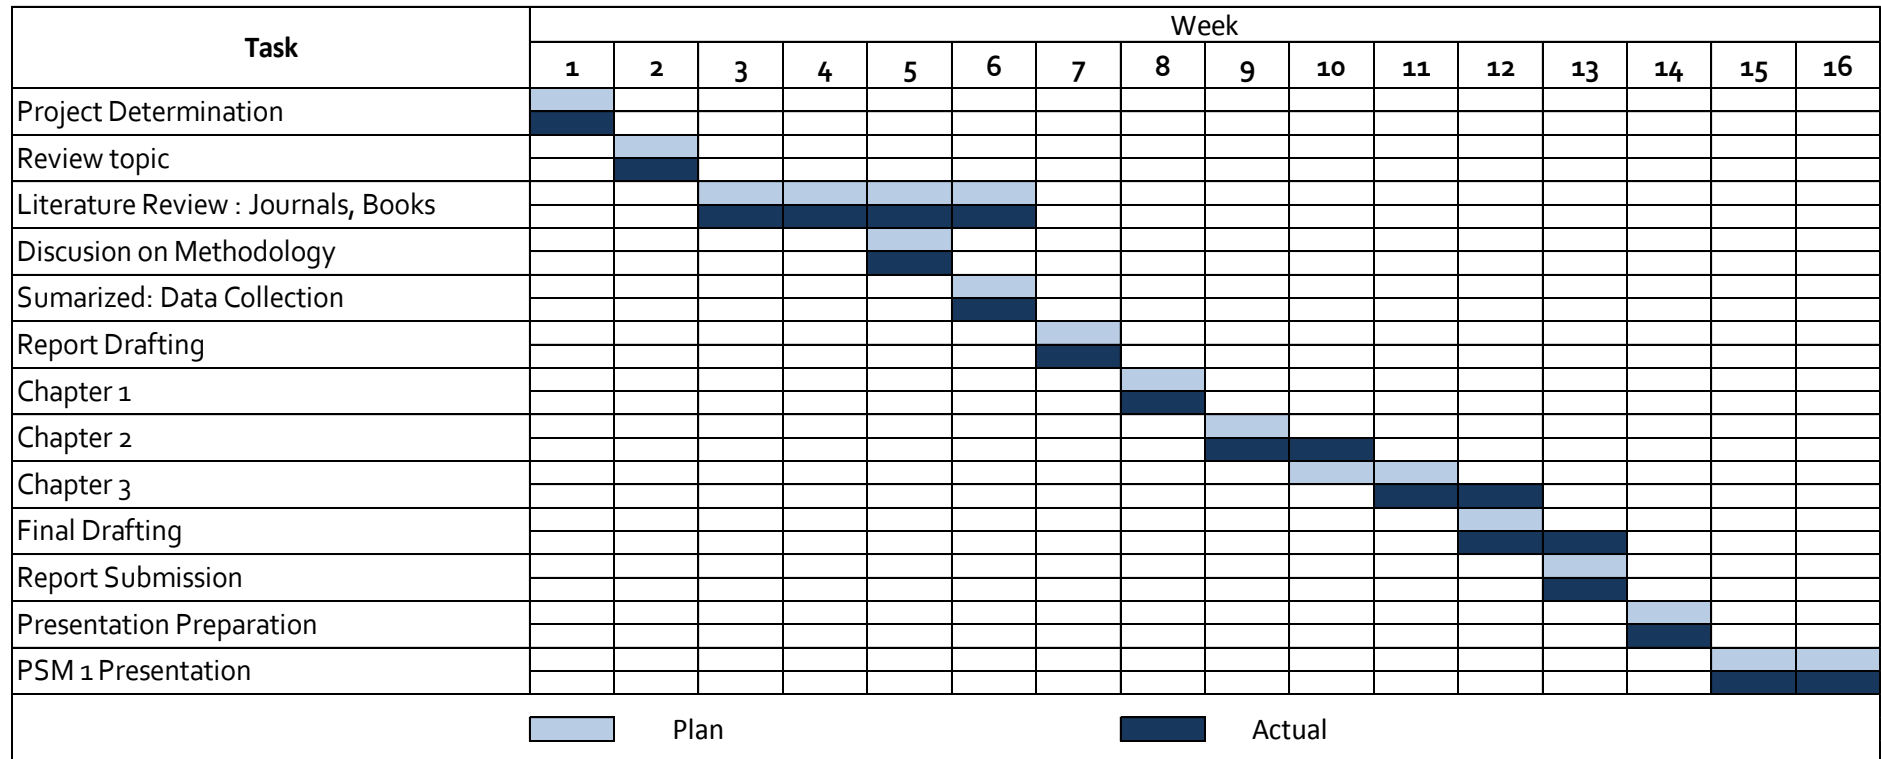 Task
Week
1 2 3 4 5 6 7 8 9 10 11 12 13 14 15 16
Project Determination
Review topic
Literature Review : Journals, Books
Discusion on Methodology
Sumarized: Data Collection
Report Drafting
Chapter 1
Chapter 2
Chapter 3
Final Drafting
Report Submission
Presentation Preparation
PSM 1 Presentation
Plan Actual